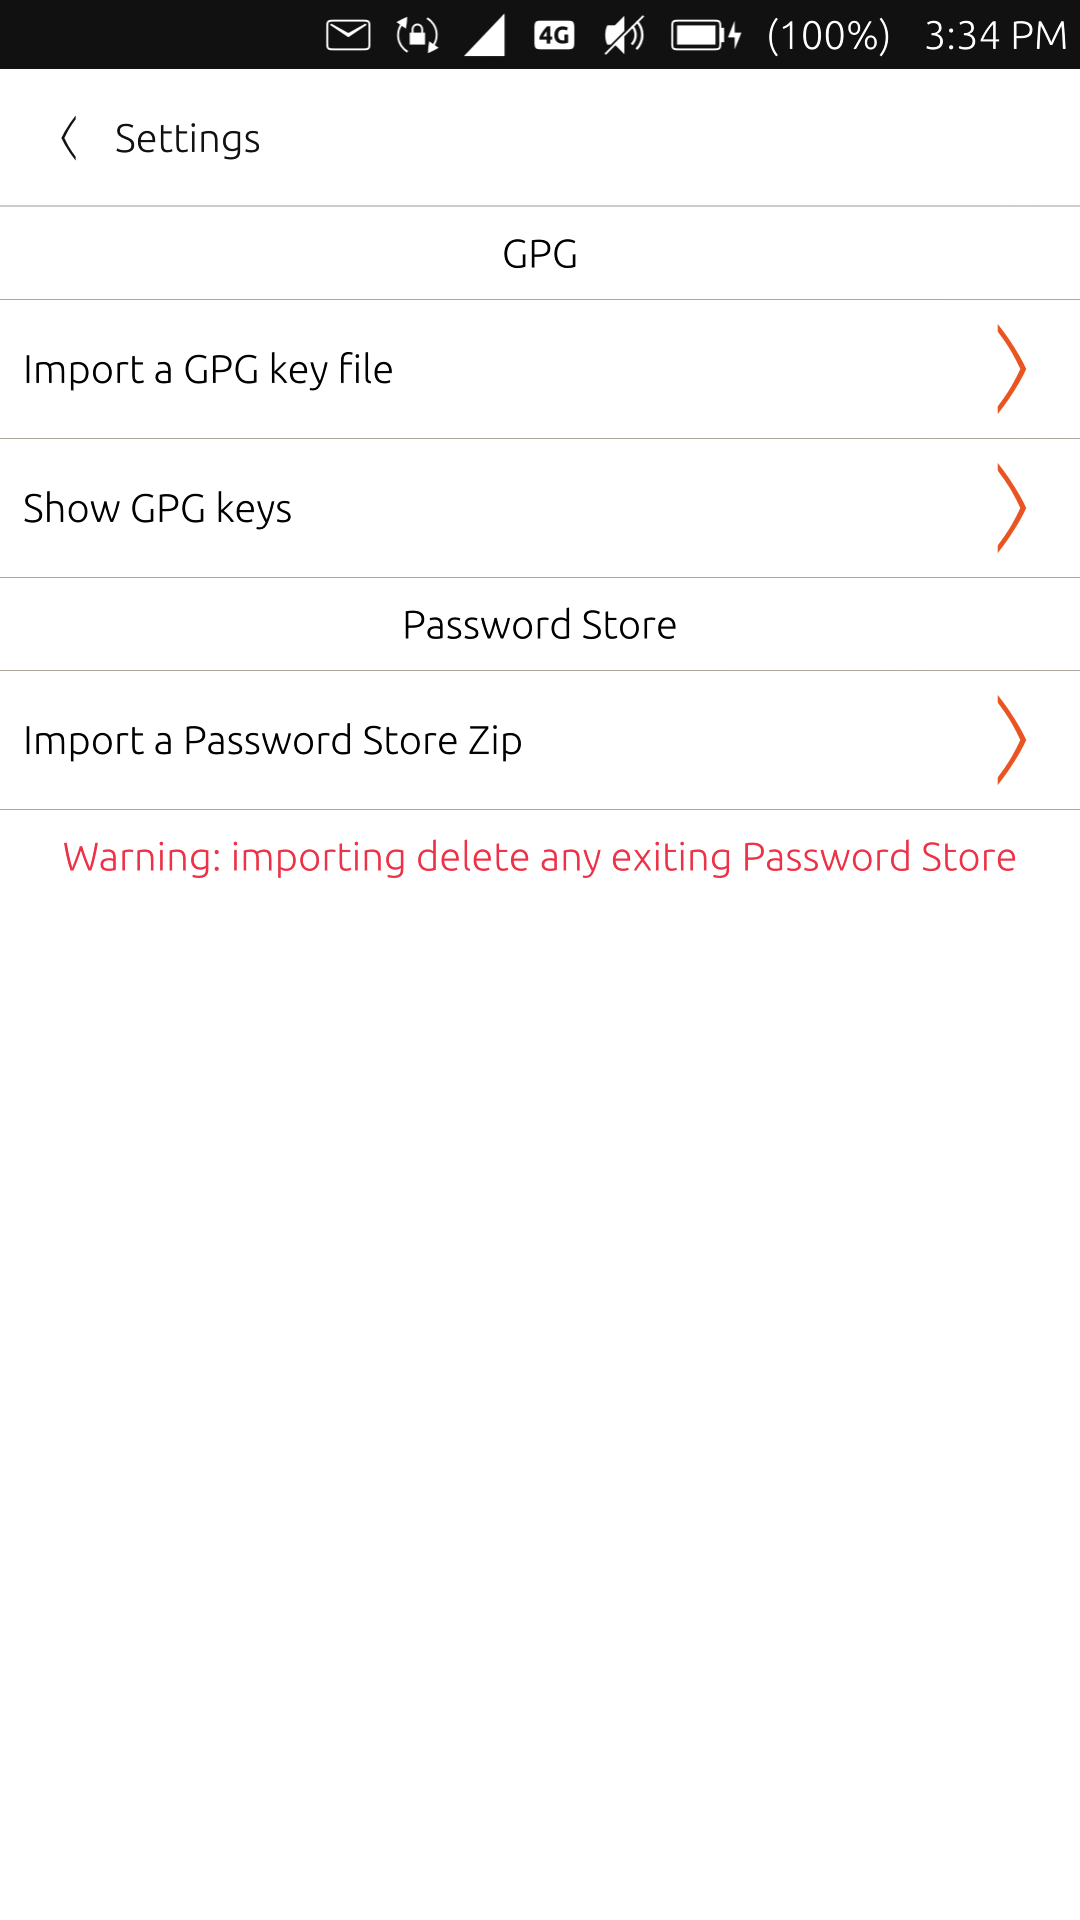 4G (100%) 3:34 PM
Settings
GPG
Import a GPG key file
Show GPG keys
Password Store
Import a Password Store Zip
Warning: importing delete any exiting Password Store